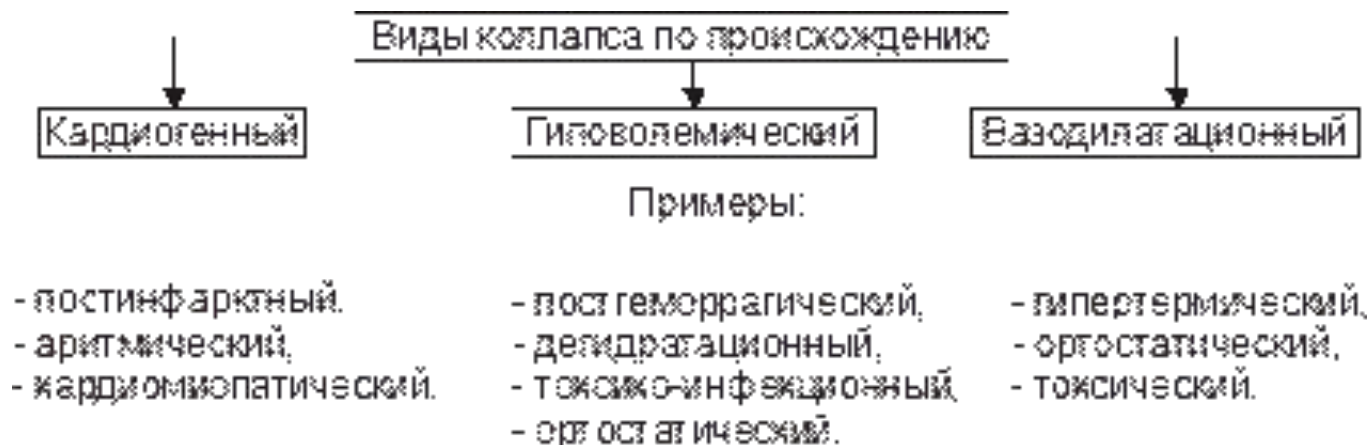 Виды коллапса по происхождению
Кардиогенный
Гиповолемический
Вазодилатационный
Примеры:
- постинфарктный.
- аритмический,
- кардиомиопатический.
- постгеморрагический,
- дегидратационный,
- токсико-инфекционный,
- ортостатический.
- гипертермический,
- ортостатический,
- токсический.